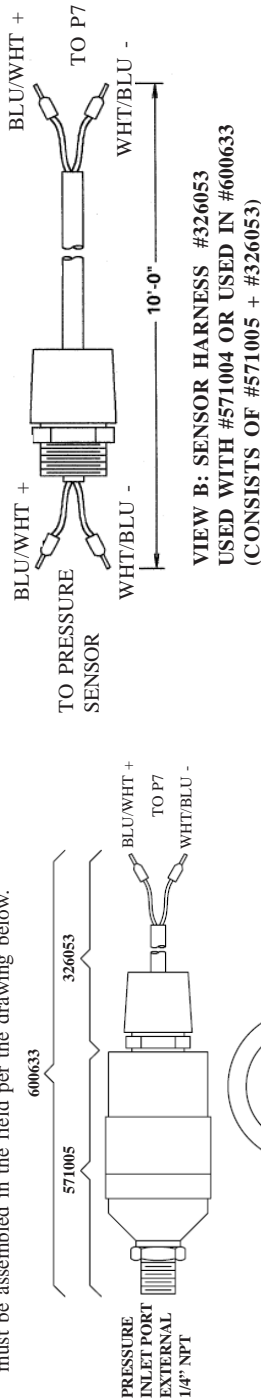 must be assembled in the field per the drawing below.
600633
571005
326053
PRESSURE
INLET PORT
EXTERNAL
1/4" NPT
BLU/WHT +
TO P7
WHT/BLU -
BLU/WHT +
TO PRESSURE
SENSOR
WHT/BLU -
BLU/WHT +
TO P7
WHT/BLU -
10'-0"
VIEW B: SENSOR HARNESS #326053
USED WITH #571004 OR USED IN #600633
(CONSISTS OF #571005 + #326053)